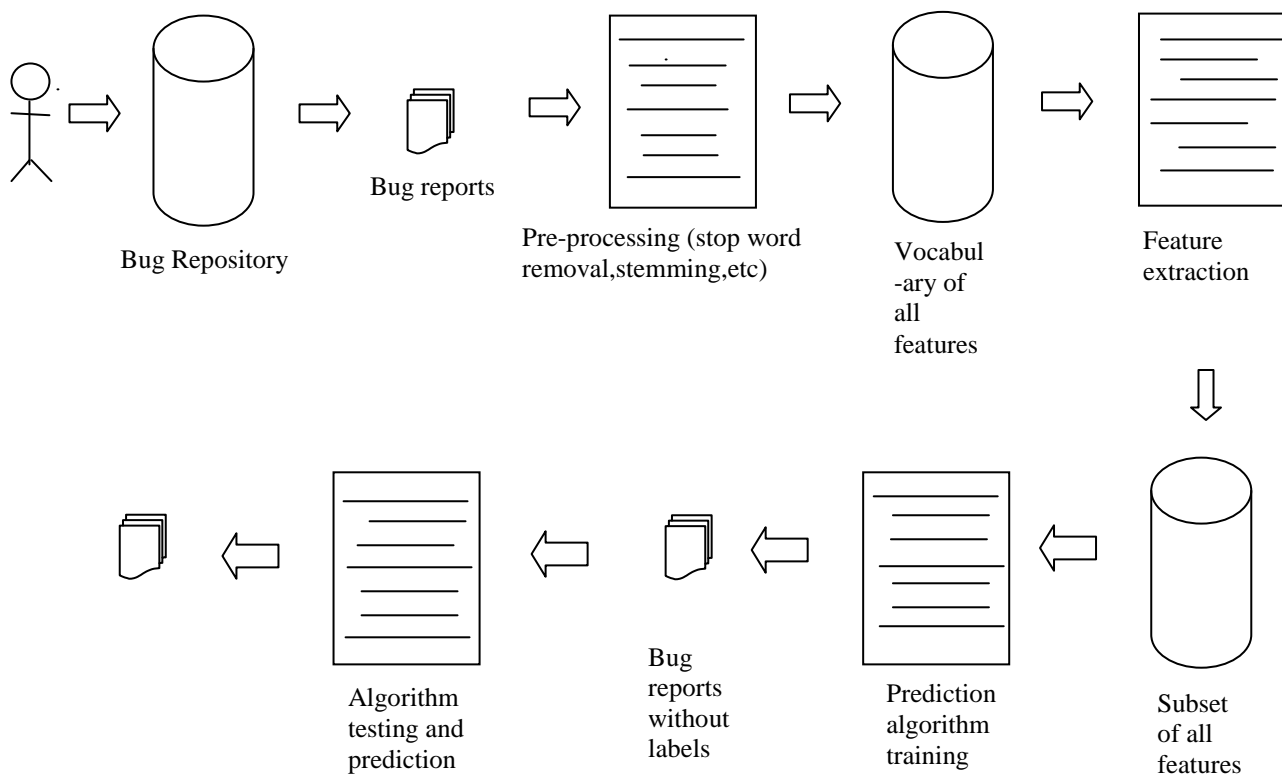 Bug Repository
Bug reports
Pre-processing (stop word
removal,stemming,etc)
Vocabul
-ary of
all
features
Feature
extraction
Subset
of all
features
Prediction
algorithm
training
Bug
reports
without
labels
Algorithm
testing and
prediction